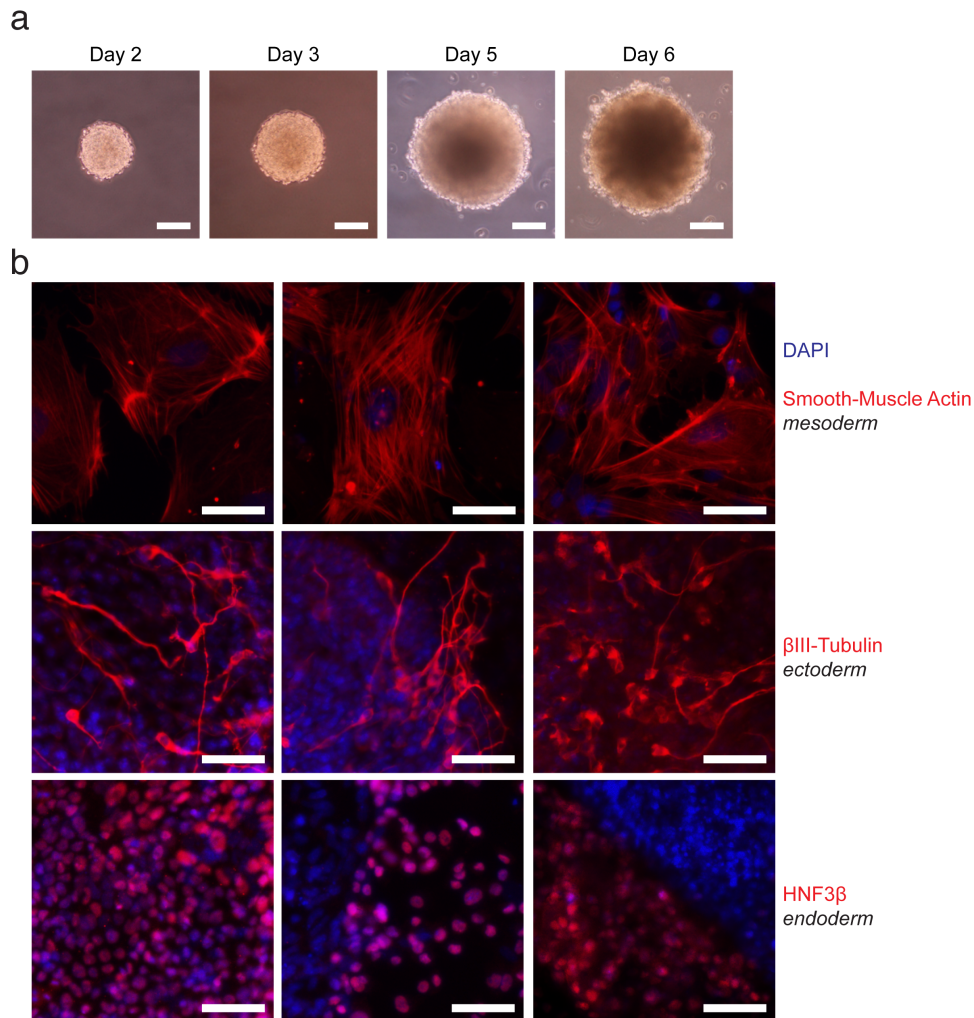 a
Day 2
Day 3
Day 5
Day 6
b
DAPI
Smooth-Muscle Actin
mesoderm
βIII-Tubulin
ectoderm
HNF3β
endoderm